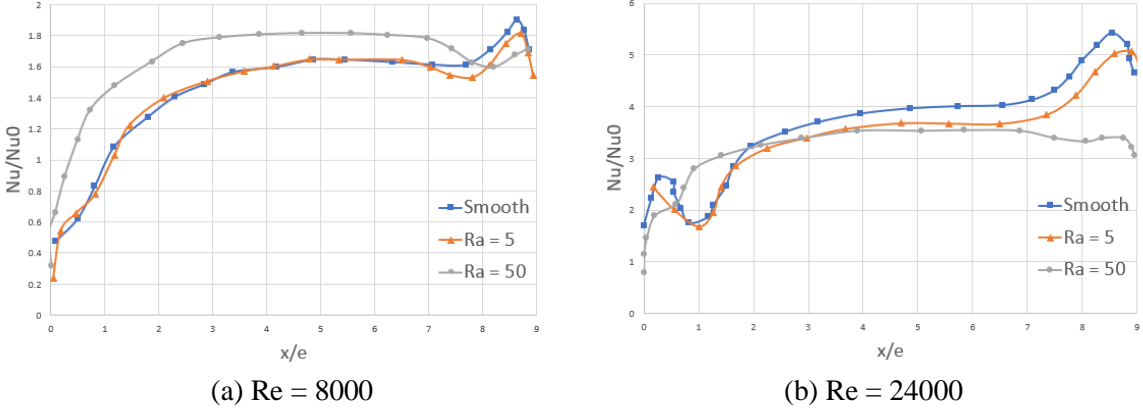 2
1.8
1.6
1.4
1.2
1
0.8
0.6
0.4
0.2
0
Nu/Nu0
0 1 2 3 4 5 6 7 8 9
x/e
Smooth
Ra = 5
Ra = 50
(a) Re = 8000
6
5
4
3
2
1
0
Nu/Nu0
0 1 2 3 4 5 6 7 8 9
x/e
Smooth
Ra = 5
Ra = 50
(b) Re = 24000